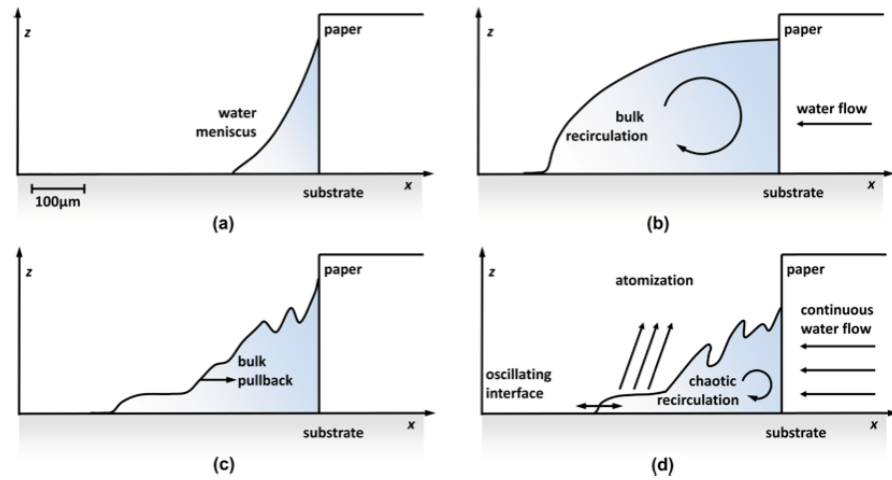 z
paper
water
meniscus
substrate
x
100μm
(a)
z
paper
bulk
recirculation
water flow
substrate
x
(b)
z
paper
bulk
pullback
substrate
x
(c)
z
atomization
paper
continuous
water flow
oscillating
interface
chaotic
recirculation
substrate
x
(d)